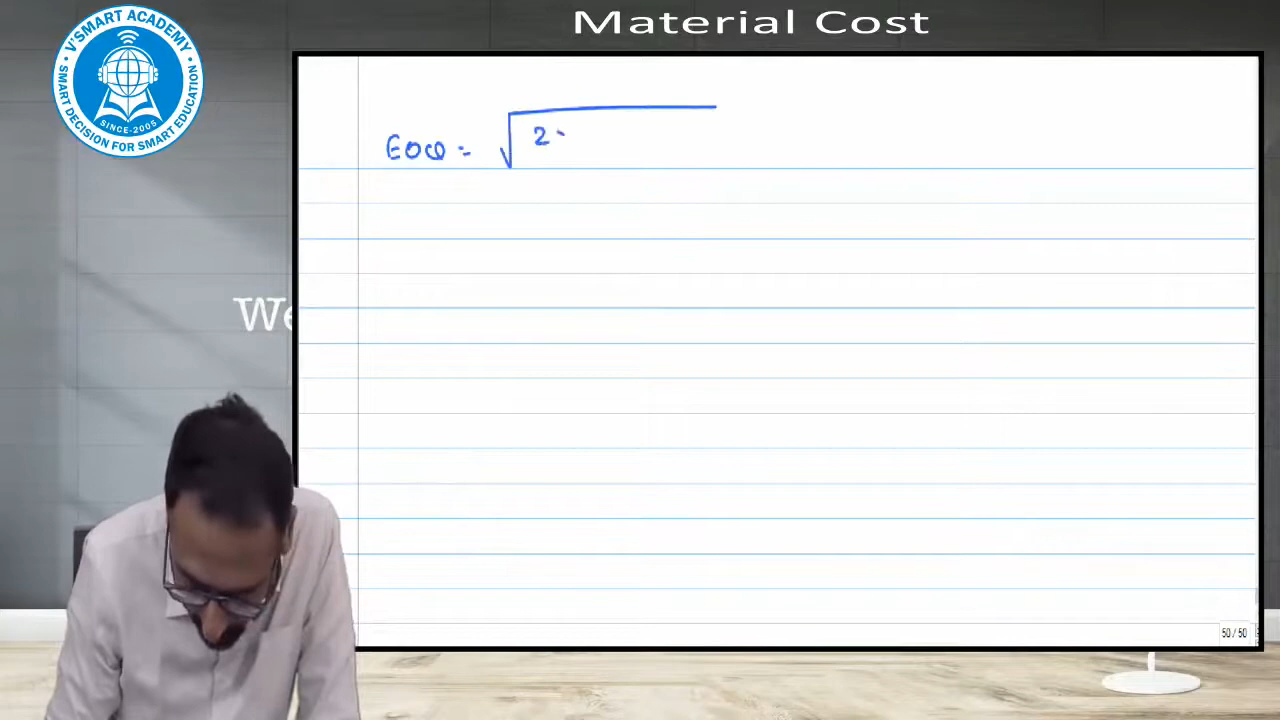 Material Cost
V'SMART ACADEMY
SMART DECISION FOR SMART EDUCATION
SINCE-2005
EOQ = √2
We
50/50